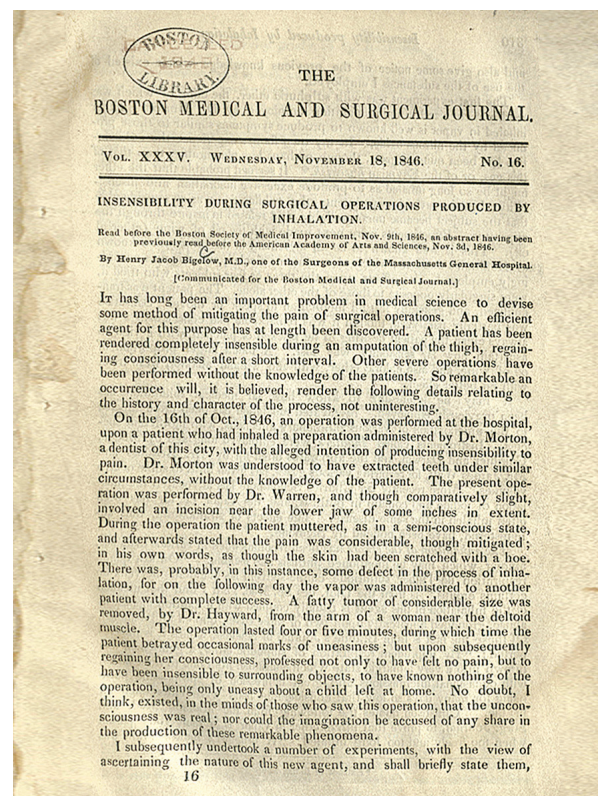 BOSTON
LIBRARY.
THE
BOSTON MEDICAL AND SURGICAL JOURNAL.
Vol. XXXV. Wednesday, November 18, 1846. No. 16.
INSENSIBILITY DURING SURGICAL OPERATIONS PRODUCED BY
INHALATION.
Read before the Boston Society of Medical Improvement, Nov. 9th, 1846, an abstract having been
previously read before the American Academy of Arts and Sciences, Nov. 3d, 1846.
By Henry Jacob Bigelow, M.D., one of the Surgeons of the Massachusetts General Hospital.
[Communicated for the Boston Medical and Surgical Journal.]
It has long been an important problem in medical science to devise
some method of mitigating the pain of surgical operations. An efficient
agent for this purpose has at length been discovered. A patient has been
rendered completely insensible during an amputation of the thigh, regain-
ing consciousness after a short interval. Other severe operations have
been performed without the knowledge of the patients. So remarkable an
occurrence will, it is believed, render the following details relating to
the history and character of the process, not uninteresting.
On the 16th of Oct., 1846, an operation was performed at the hospital,
upon a patient who had inhaled a preparation administered by Dr. Morton,
a dentist of this city, with the alleged intention of producing insensibility to
pain. Dr. Morton was understood to have extracted teeth under similar
circumstances, without the knowledge of the patient. The present ope-
ration was performed by Dr. Warren, and though comparatively slight,
involved an incision near the lower jaw of some inches in extent.
During the operation the patient muttered, as in a semi-conscious state,
and afterwards stated that the pain was considerable, though mitigated;
in his own words, as though the skin had been scratched with a hoe.
There was, probably, in this instance, some defect in the process of inha-
lation, for on the following day the vapor was administered to another
patient with complete success. A fatty tumor of considerable size was
removed, by Dr. Hayward, from the arm of a woman near the deltoid
muscle. The operation lasted four or five minutes, during which time the
patient betrayed occasional marks of uneasiness; but upon subsequently
regaining her consciousness, professed not only to have felt no pain, but to
have been insensible to surrounding objects, to have known nothing of the
operation, being only uneasy about a child left at home. No doubt, I
think, existed, in the minds of those who saw this operation, that the uncon-
sciousness was real; nor could the imagination be accused of any share in
the production of these remarkable phenomena.
I subsequently undertook a number of experiments, with the view of
ascertaining the nature of this new agent, and shall briefly state them,
16